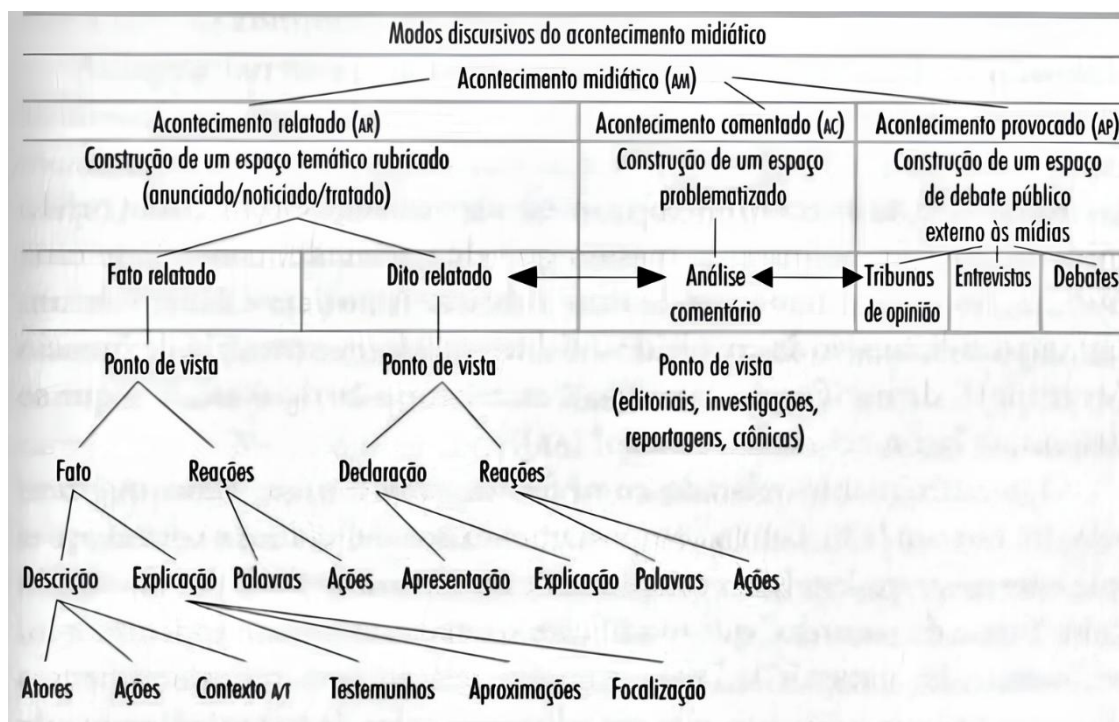 Modos discursivos do acontecimento midiático
Acontecimento midiático (AM)
Acontecimento relatado (AR) Acontecimento comentado (AC) Acontecimento provocado (AP)
Construção de um espaço temático rubricado Construção de um espaço Construção de um espaço
(anunciado/noticiado/tratado) problematizado de debate público
externo às mídias
Fato relatado Dito relatado Análise Tribunas Entrevistas Debates
comentário de opinião
Ponto de vista Ponto de vista Ponto de vista
(editoriais, investigações,
reportagens, crônicas)
Fato Reações Declaração Reações
Descrição Explicação Palavras Ações Apresentação Explicação Palavras Ações
Atores Ações Contexto A/T Testemunhos Aproximações Focalização